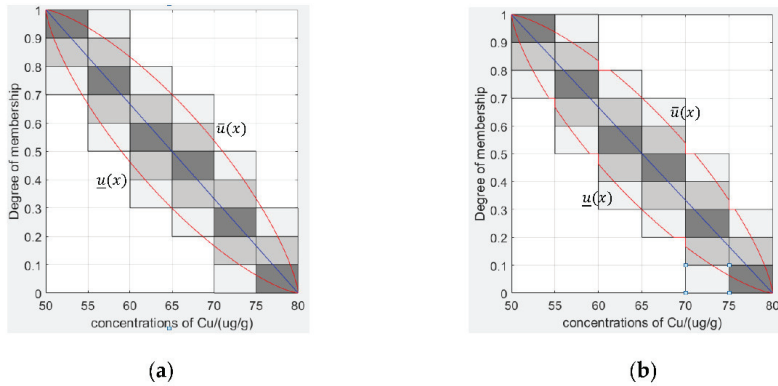 1
0.9
0.8
0.7
0.6
0.5
0.4
0.3
0.2
0.1
0
Degree of membership
u̅(x)
u̲(x)
50 55 60 65 70 75 80
concentrations of Cu/(ug/g)
(a)
1
0.9
0.8
0.7
0.6
0.5
0.4
0.3
0.2
0.1
0
Degree of membership
u̅(x)
u̲(x)
50 55 60 65 70 75 80
concentrations of Cu/(ug/g)
(b)